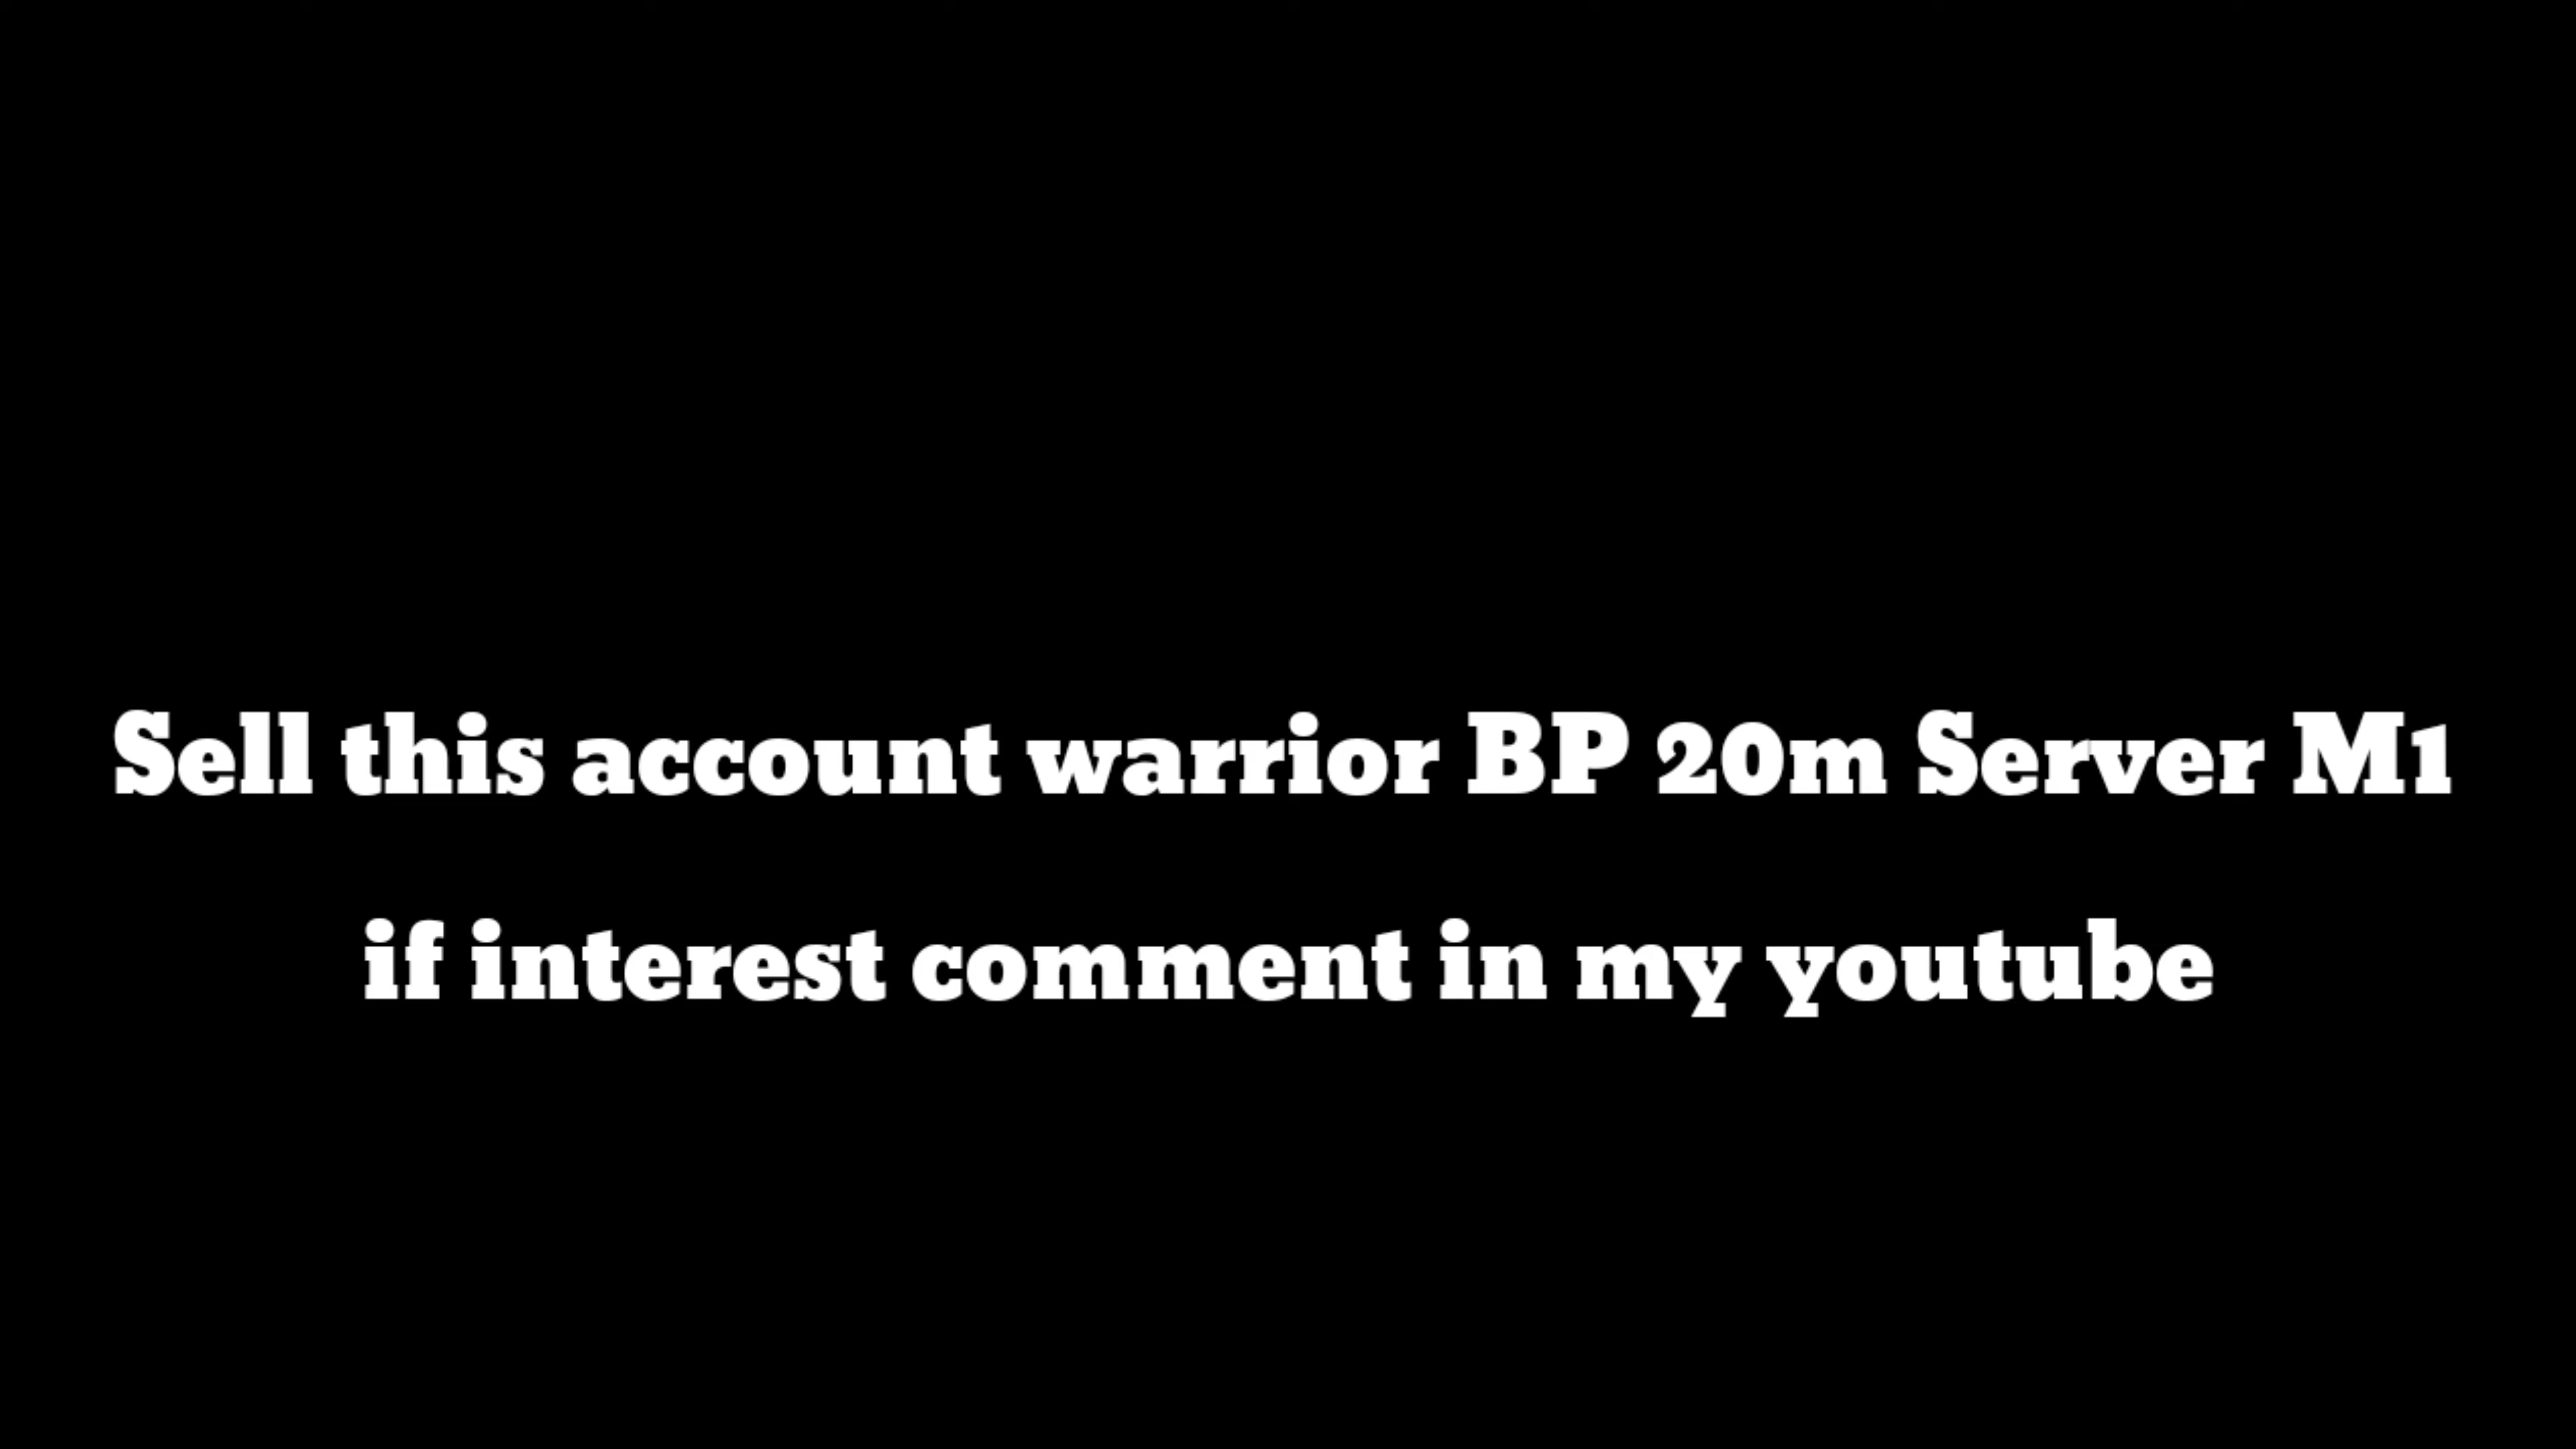 Sell this account warrior BP 20m Server M1
if interest comment in my youtube